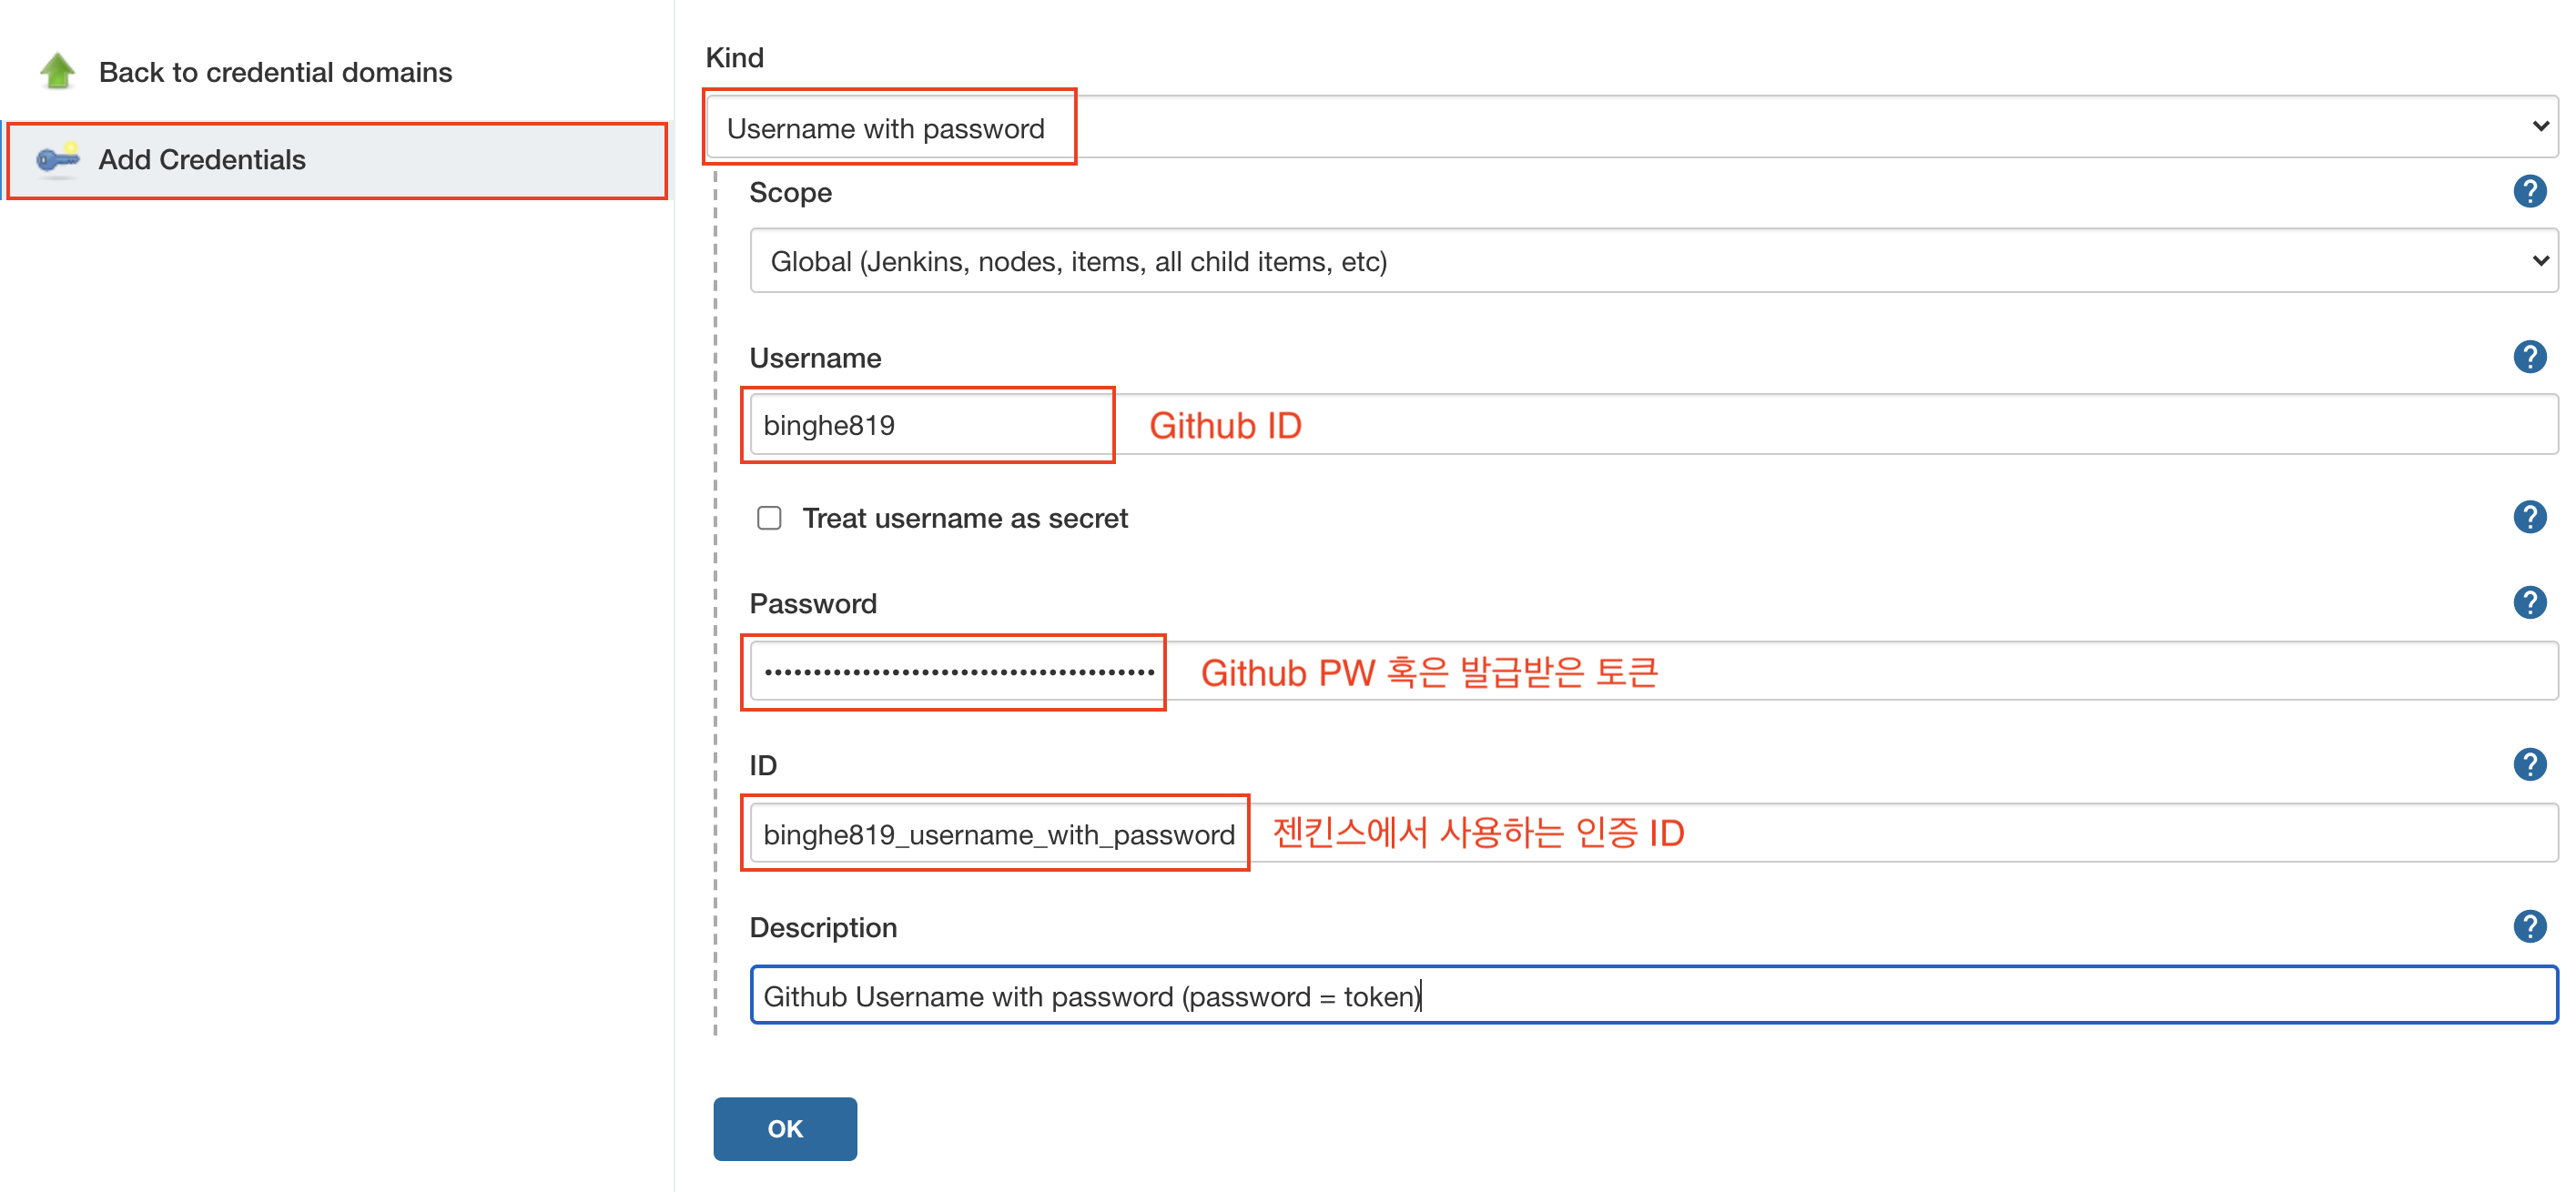 Back to credential domains
Add Credentials
Kind
Username with password
Scope
Global (Jenkins, nodes, items, all child items, etc)
Username
binghe819 Github ID
Treat username as secret
Password
•••••••••••••••••••••••••••••••••••••••• Github PW 혹은 발급받은 토큰
ID
binghe819_username_with_password 젠킨스에서 사용하는 인증 ID
Description
Github Username with password (password = token)
OK